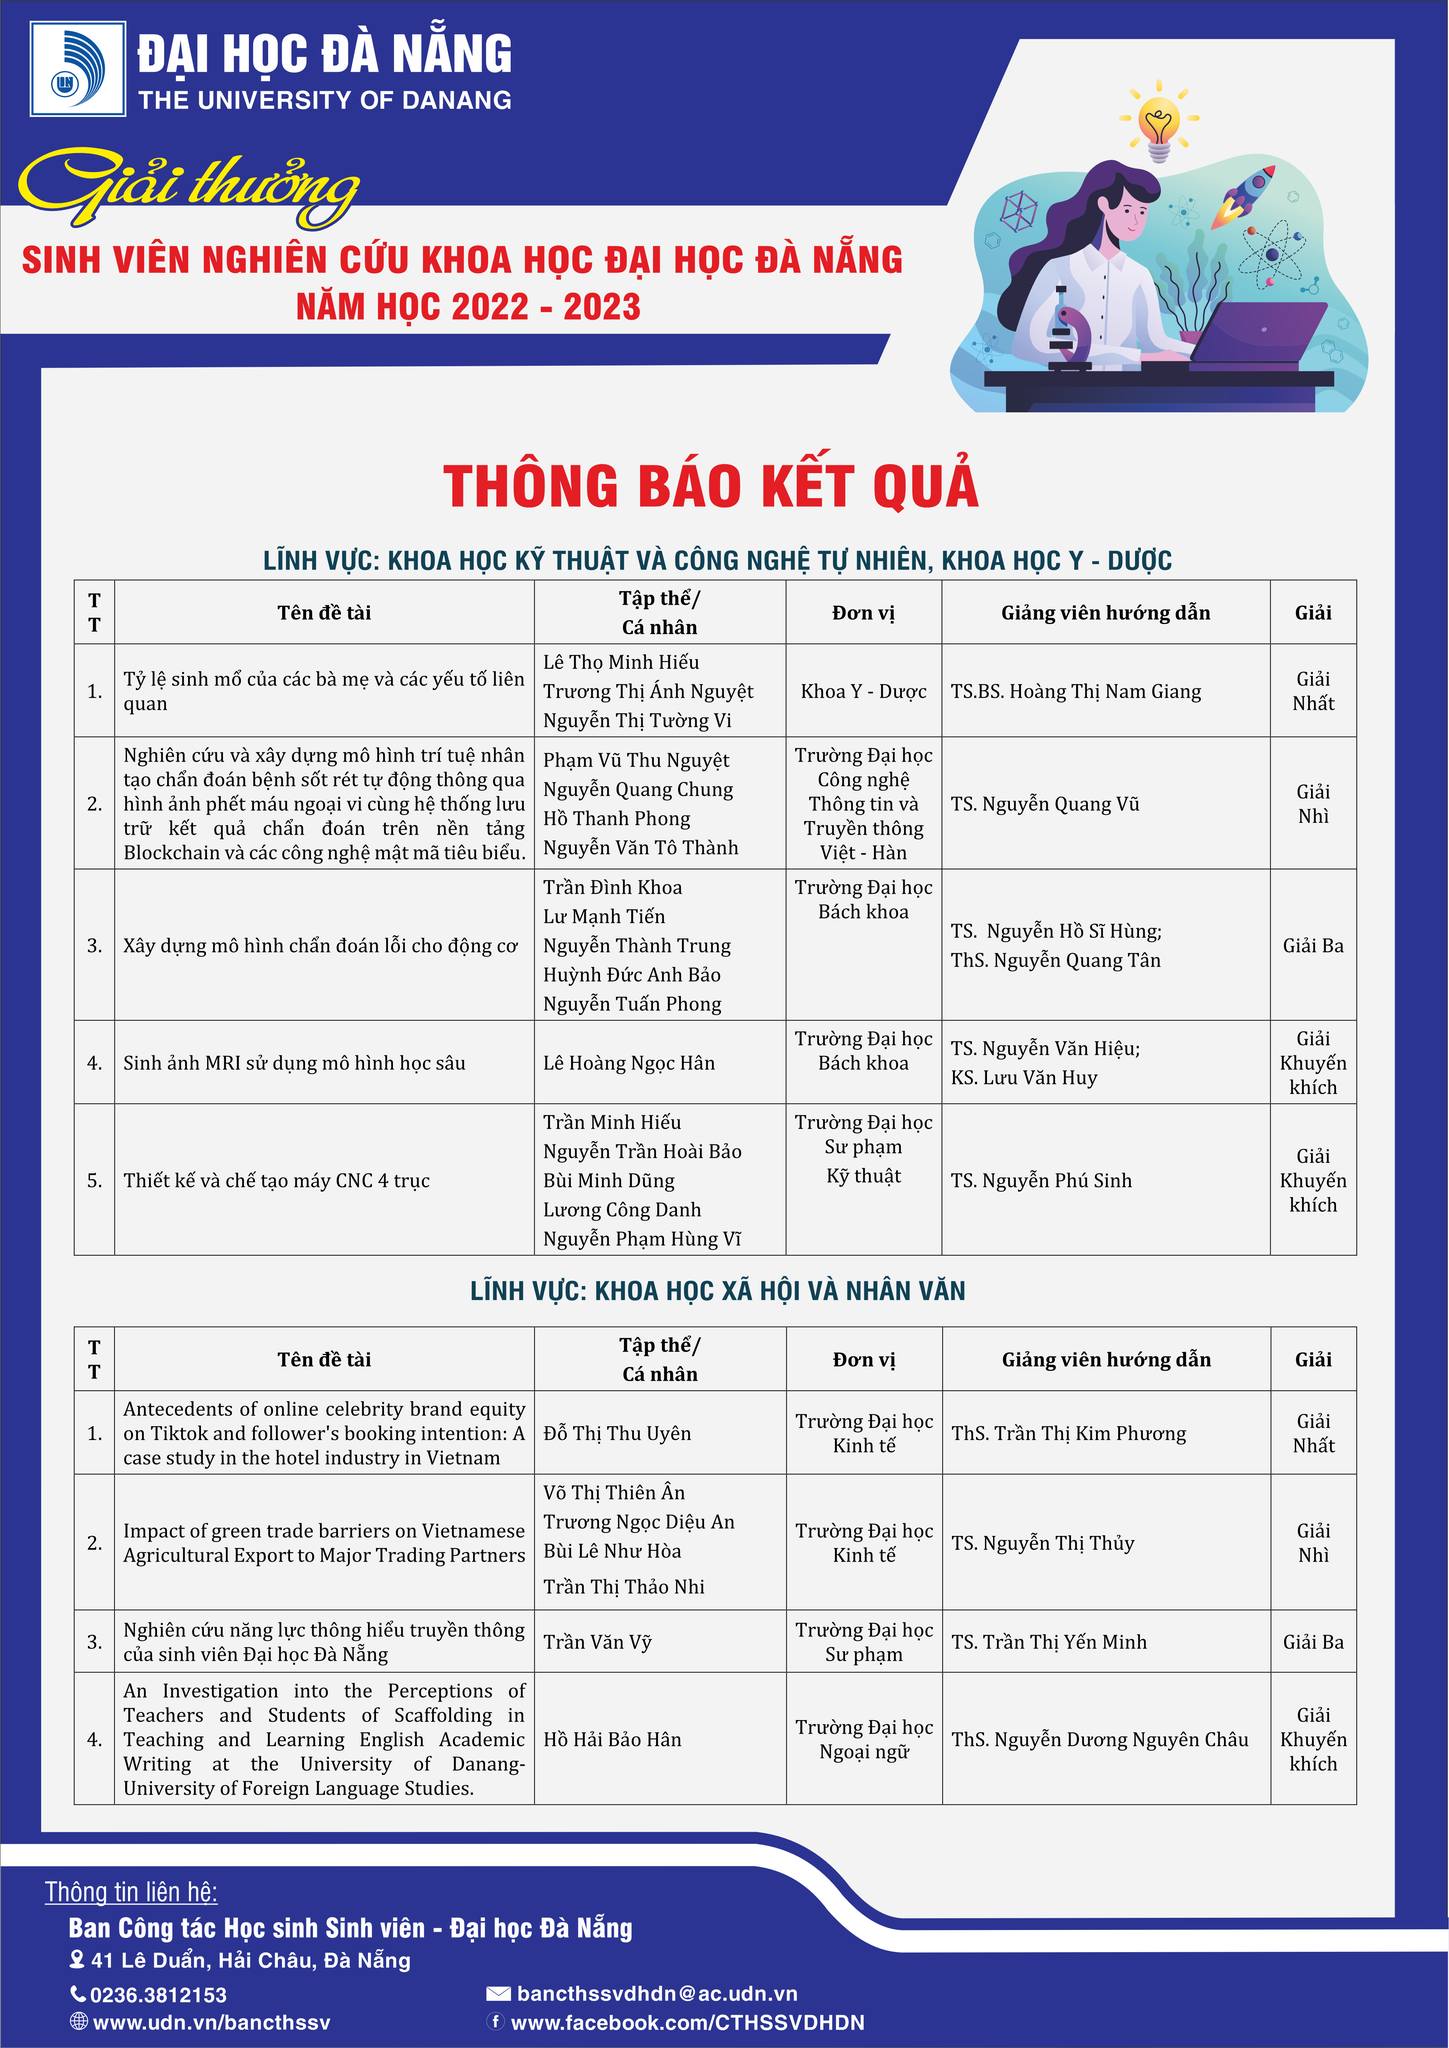 ĐẠI HỌC ĐÀ NẴNG
THE UNIVERSITY OF DANANG
Giải thưởng
SINH VIÊN NGHIÊN CỨU KHOA HỌC ĐẠI HỌC ĐÀ NẴNG
NĂM HỌC 2022 - 2023
THÔNG BÁO KẾT QUẢ
LĨNH VỰC: KHOA HỌC KỸ THUẬT VÀ CÔNG NGHỆ TỰ NHIÊN, KHOA HỌC Y - DƯỢC
T
T
Tên đề tài
Tập thể/
Cá nhân
Đơn vị
Giảng viên hướng dẫn
Giải
1.
Tỷ lệ sinh mổ của các bà mẹ và các yếu tố liên
quan
Lê Thọ Minh Hiếu
Trương Thị Ánh Nguyệt
Nguyễn Thị Tường Vi
Khoa Y - Dược
TS.BS. Hoàng Thị Nam Giang
Giải
Nhất
2.
Nghiên cứu và xây dựng mô hình trí tuệ nhân
tạo chẩn đoán bệnh sốt rét tự động thông qua
hình ảnh phết máu ngoại vi cùng hệ thống lưu
trữ kết quả chẩn đoán trên nền tảng
Blockchain và các công nghệ mật mã tiêu biểu.
Phạm Vũ Thu Nguyệt
Nguyễn Quang Chung
Hồ Thanh Phong
Nguyễn Văn Tô Thành
Trường Đại học
Công nghệ
Thông tin và
Truyền thông
Việt - Hàn
TS. Nguyễn Quang Vũ
Giải
Nhì
3.
Xây dựng mô hình chẩn đoán lỗi cho động cơ
Trần Đình Khoa
Lư Mạnh Tiến
Nguyễn Thành Trung
Huỳnh Đức Anh Bảo
Nguyễn Tuấn Phong
Trường Đại học
Bách khoa
TS. Nguyễn Hồ Sĩ Hùng;
ThS. Nguyễn Quang Tân
Giải Ba
4.
Sinh ảnh MRI sử dụng mô hình học sâu
Lê Hoàng Ngọc Hân
Trường Đại học
Bách khoa
TS. Nguyễn Văn Hiệu;
KS. Lưu Văn Huy
Giải
Khuyến
khích
5.
Thiết kế và chế tạo máy CNC 4 trục
Trần Minh Hiếu
Nguyễn Trần Hoài Bảo
Bùi Minh Dũng
Lương Công Danh
Nguyễn Phạm Hùng Vĩ
Trường Đại học
Sư phạm
Kỹ thuật
TS. Nguyễn Phú Sinh
Giải
Khuyến
khích
LĨNH VỰC: KHOA HỌC XÃ HỘI VÀ NHÂN VĂN
T
T
Tên đề tài
Tập thể/
Cá nhân
Đơn vị
Giảng viên hướng dẫn
Giải
1.
Antecedents of online celebrity brand equity
on Tiktok and follower's booking intention: A
case study in the hotel industry in Vietnam
Đỗ Thị Thu Uyên
Trường Đại học
Kinh tế
ThS. Trần Thị Kim Phương
Giải
Nhất
2.
Impact of green trade barriers on Vietnamese
Agricultural Export to Major Trading Partners
Võ Thị Thiên Ân
Trương Ngọc Diệu An
Bùi Lê Như Hòa
Trần Thị Thảo Nhi
Trường Đại học
Kinh tế
TS. Nguyễn Thị Thủy
Giải
Nhì
3.
Nghiên cứu năng lực thông hiểu truyền thông
của sinh viên Đại học Đà Nẵng
Trần Văn Vỹ
Trường Đại học
Sư phạm
TS. Trần Thị Yến Minh
Giải Ba
4.
An Investigation into the Perceptions of
Teachers and Students of Scaffolding in
Teaching and Learning English Academic
Writing at the University of Danang-
University of Foreign Language Studies.
Hồ Hải Bảo Hân
Trường Đại học
Ngoại ngữ
ThS. Nguyễn Dương Nguyên Châu
Giải
Khuyến
khích
Thông tin liên hệ:
Ban Công tác Học sinh Sinh viên - Đại học Đà Nẵng
41 Lê Duẩn, Hải Châu, Đà Nẵng
0236.3812153
bancthssvdhdn@ac.udn.vn
www.udn.vn/bancthssv
www.facebook.com/CTHSSVDHDN